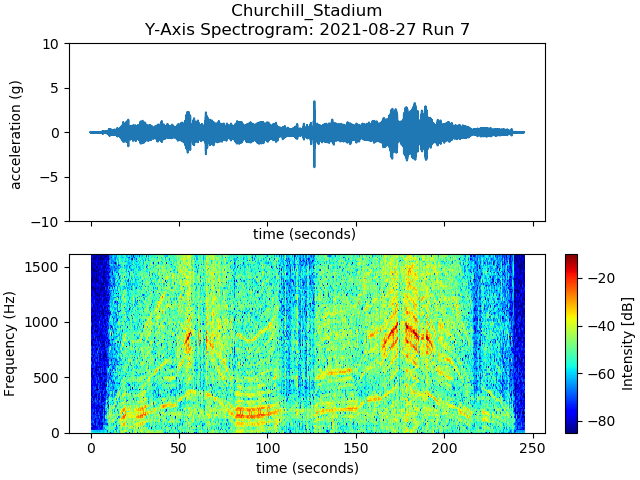 Churchill_Stadium
Y-Axis Spectrogram: 2021-08-27 Run 7
10
5
0
−5
−10
acceleration (g)
time (seconds)
1500
1000
500
0
Frequency (Hz)
0 50 100 150 200 250
time (seconds)
−20
−40
−60
−80
Intensity [dB]